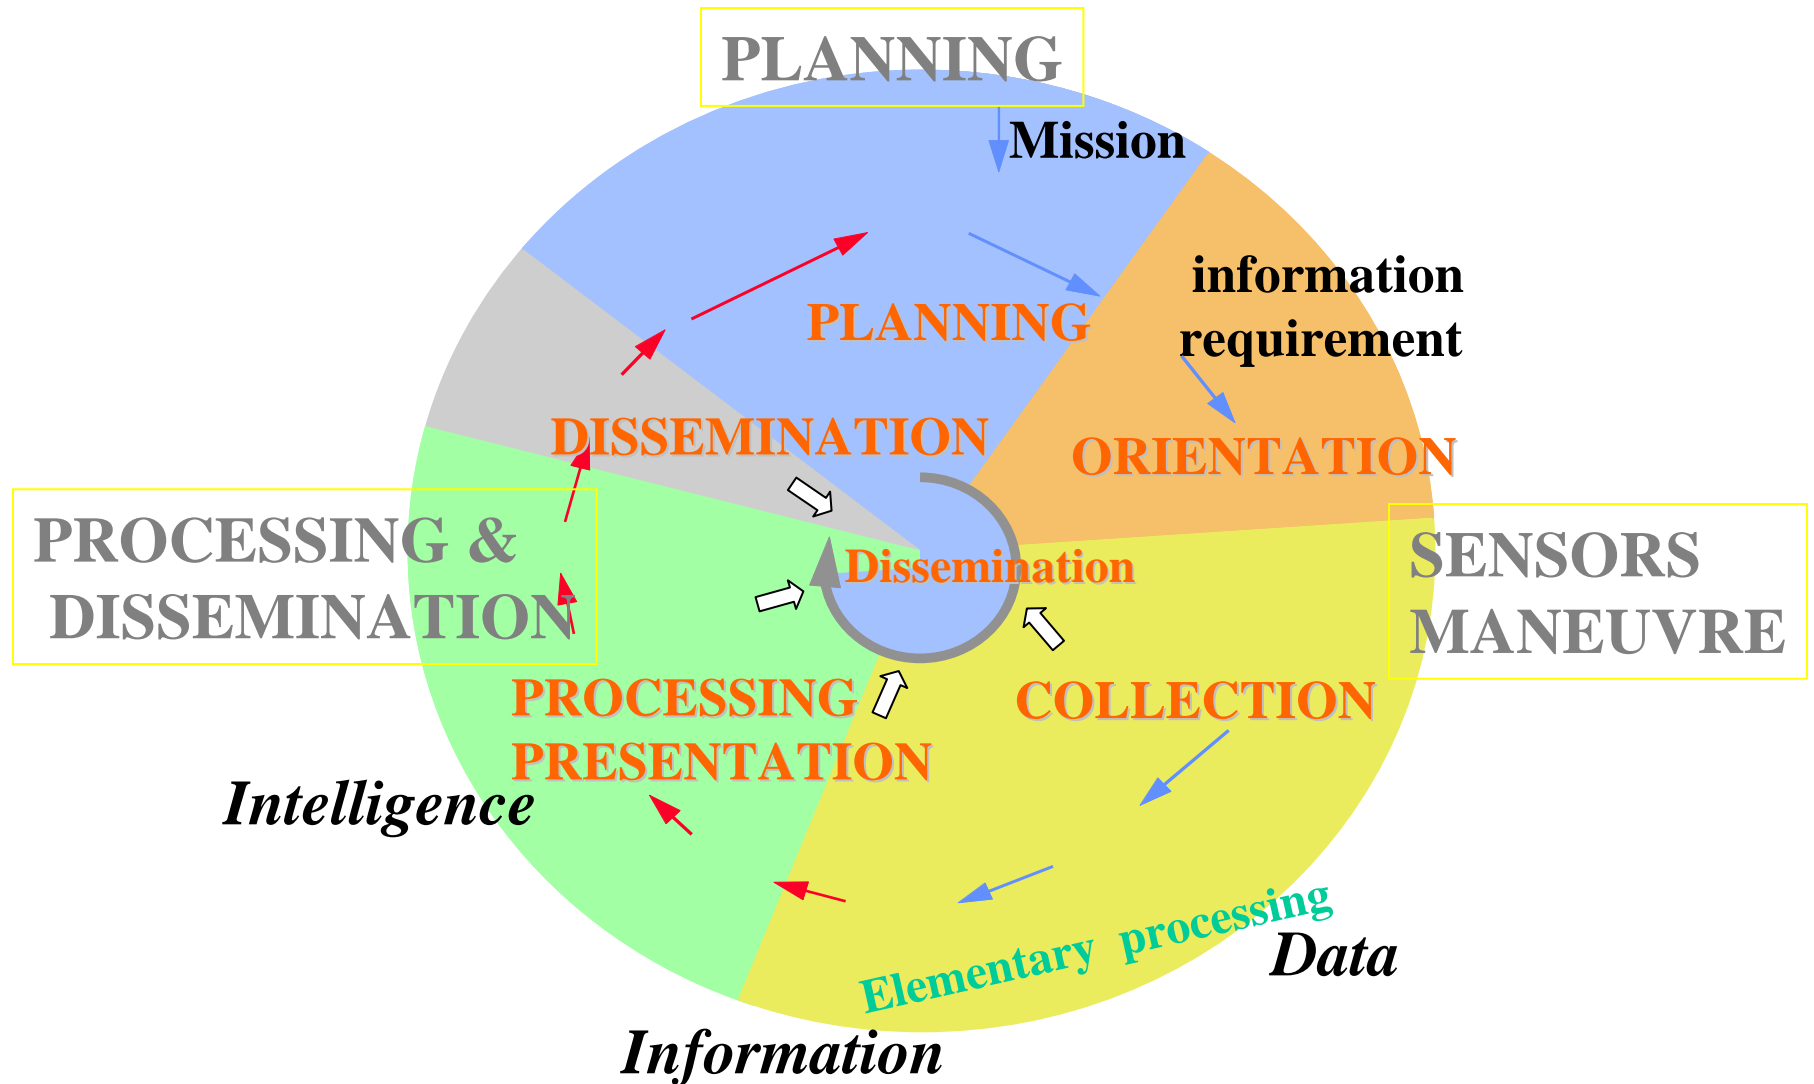 PLANNING
Mission
information
requirement
PLANNING
DISSEMINATION
ORIENTATION
PROCESSING &
DISSEMINATION
Dissemination
SENSORS
MANEUVRE
PROCESSING
PRESENTATION
COLLECTION
Intelligence
Elementary processing
Data
Information